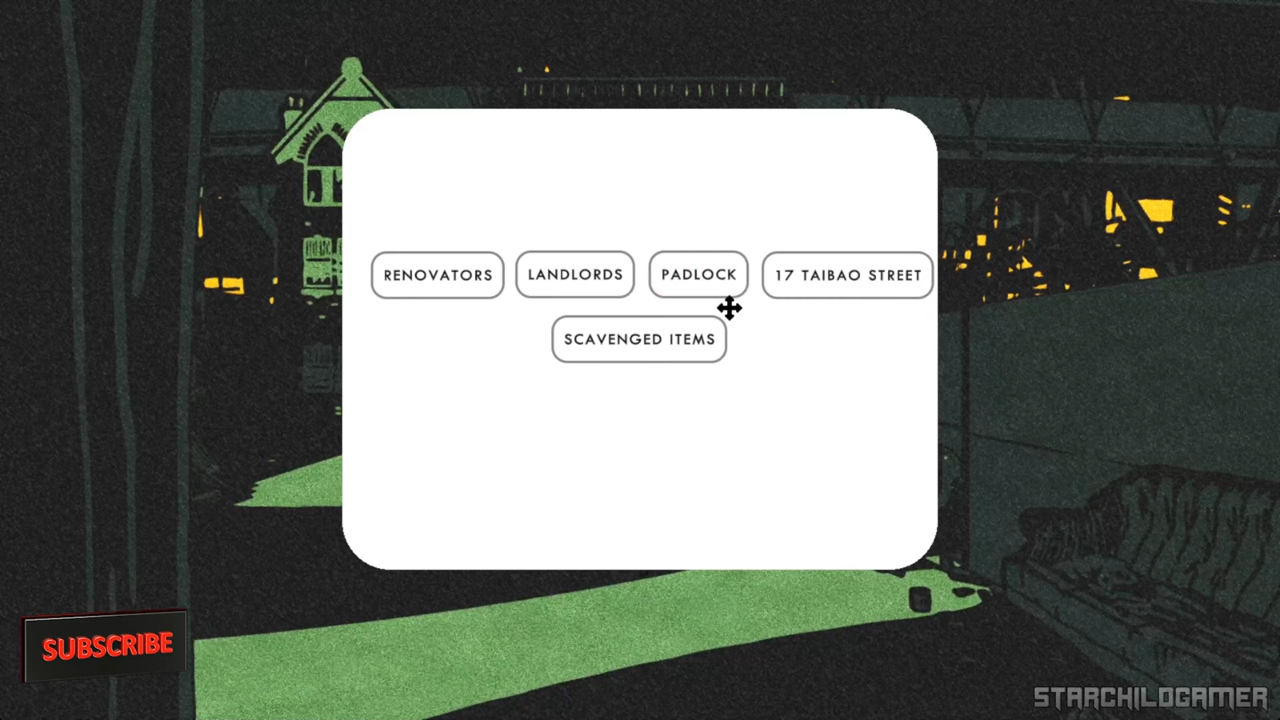 RENOVATORS LANDLORDS PADLOCK 17 TAIBAO STREET
SCAVENGED ITEMS
SUBSCRIBE
STARCHILDGAMER